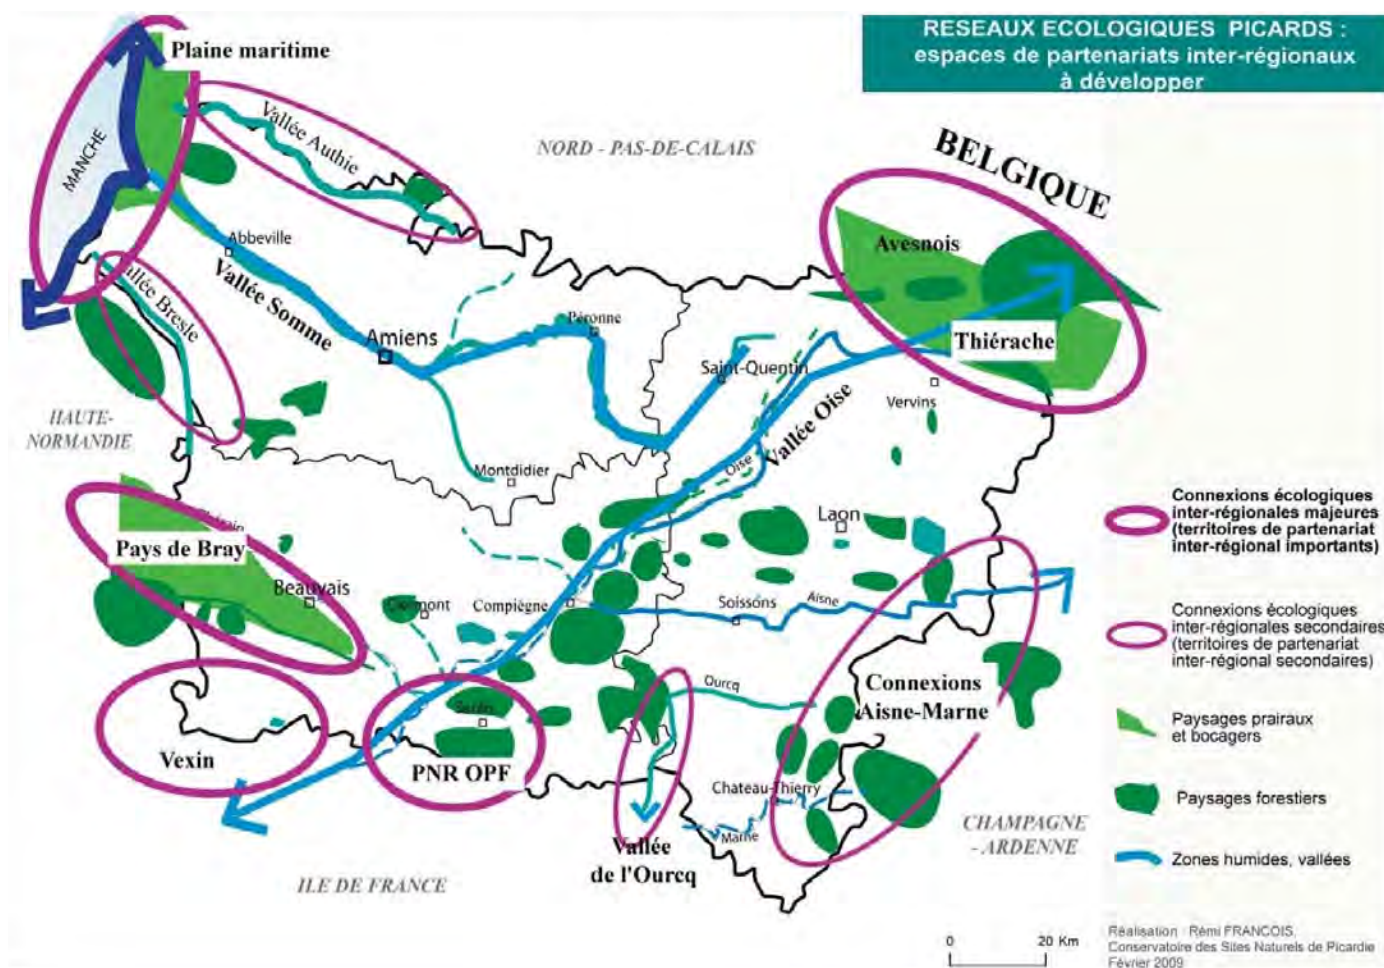 RESEAUX ECOLOGIQUES PICARDS :
espaces de partenariats inter-régionaux
à développer
Plaine maritime
MANCHE
Vallée Authie
NORD - PAS-DE-CALAIS
BELGIQUE
Avesnois
Thiérache
Abbeville
Vallée Somme
Vallée Bresle
Amiens
Péronne
Saint-Quentin
Vervins
HAUTE-
NORMANDIE
Vallée Oise
Oise
Montdidier
Laon
Pays de Bray
Beauvais
Clermont
Compiègne
Soissons
Aisne
Ourcq
Connexions
Aisne-Marne
Vexin
Senlis
PNR OPF
Chateau-Thierry
Marne
Vallée
de l'Ourcq
ILE DE FRANCE
CHAMPAGNE
- ARDENNE
Connexions écologiques
inter-régionales majeures
(territoires de partenariat
inter-régional importants)
Connexions écologiques
inter-régionales secondaires
(territoires de partenariat
inter-régional secondaires)
Paysages prairaux
et bocagers
Paysages forestiers
Zones humides, vallées
0 20 Km
Réalisation : Rémi FRANCOIS,
Conservatoire des Sites Naturels de Picardie
Février 2009